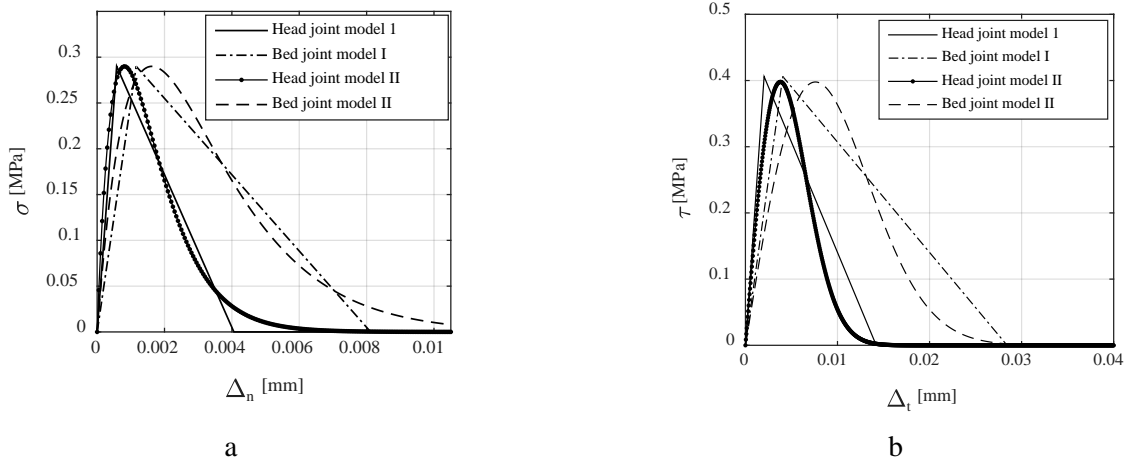 Head joint model 1
Bed joint model I
Head joint model II
Bed joint model II
0.3
0.25
0.2
0.15
0.1
0.05
0
σ [MPa]
0 0.002 0.004 0.006 0.008 0.01
Δn [mm]
a
Head joint model 1
Bed joint model I
Head joint model II
Bed joint model II
0.5
0.4
0.3
0.2
0.1
0
τ [MPa]
0 0.01 0.02 0.03 0.04
Δt [mm]
b